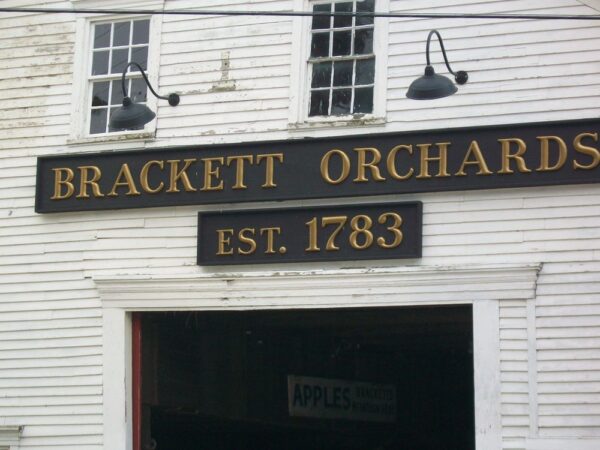 BRACKETT ORCHARDS
EST. 1783
APPLES